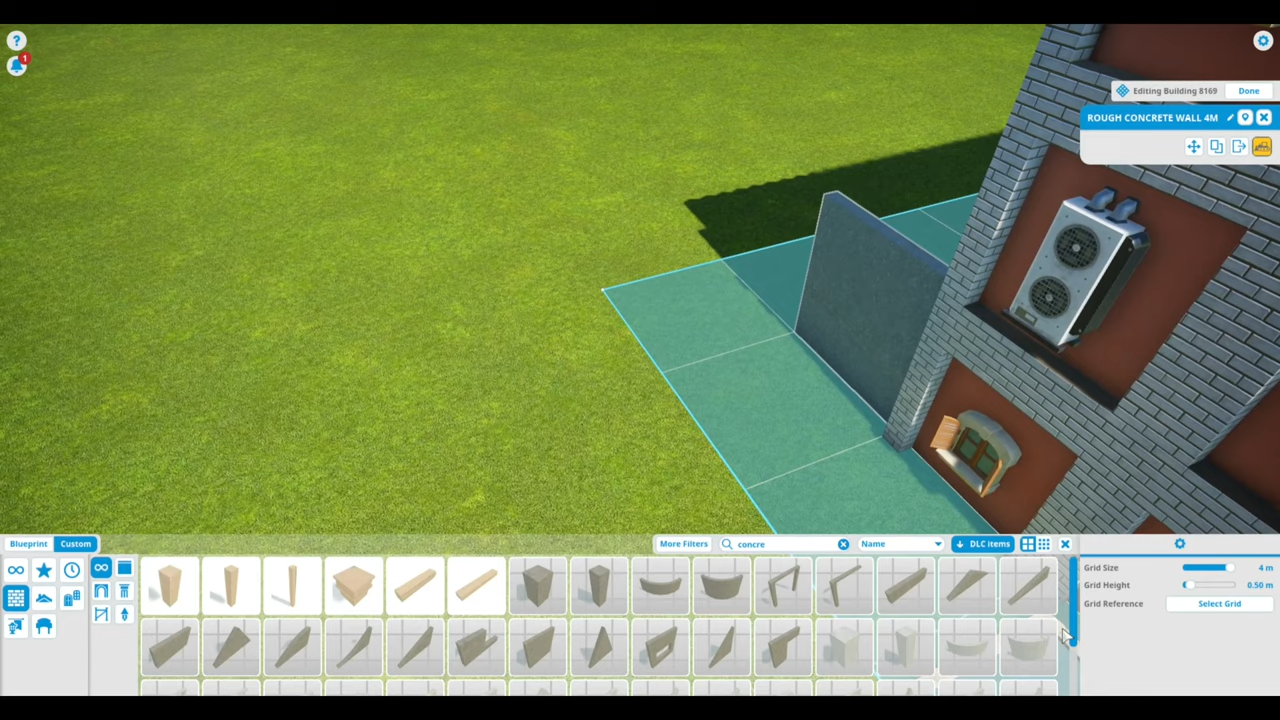 ?
1
Editing Building 8169 Done
ROUGH CONCRETE WALL 4M
Blueprint Custom More Filters concre Name DLC items
Grid Size 4 m
Grid Height 0.50 m
Grid Reference Select Grid